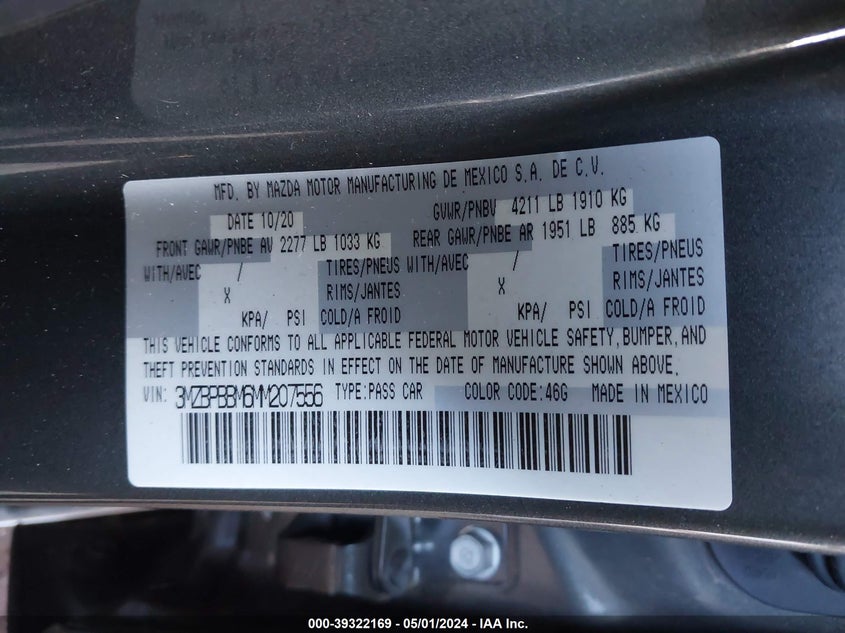 MFD. BY MAZDA MOTOR MANUFACTURING DE MEXICO S.A. DE C.V.
DATE 10/20 GVWR/PNBV 4211 LB 1910 KG
FRONT GAWR/PNBE AV 2277 LB 1033 KG REAR GAWR/PNBE AR 1951 LB 885 KG
WITH/AVEC / TIRES/PNEUS WITH/AVEC / TIRES/PNEUS
X RIMS/JANTES X RIMS/JANTES
KPA/ PSI COLD/A FROID KPA/ PSI COLD/A FROID
THIS VEHICLE CONFORMS TO ALL APPLICABLE FEDERAL MOTOR VEHICLE SAFETY, BUMPER, AND
THEFT PREVENTION STANDARDS IN EFFECT ON THE DATE OF MANUFACTURE SHOWN ABOVE.
VIN: 3MZBPBBM6MM207556 TYPE: PASS CAR COLOR CODE: 46G MADE IN MEXICO
000-39322169 - 05/01/2024 - IAA Inc.